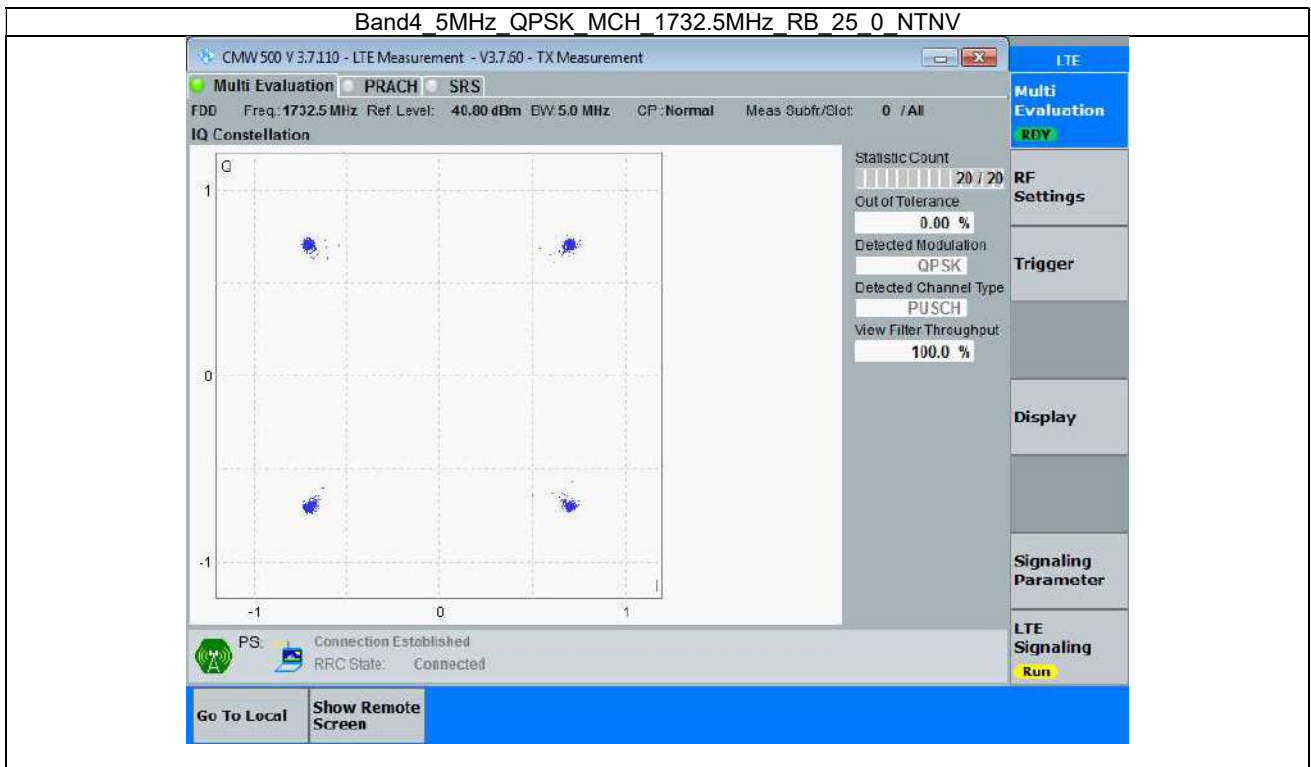 Band4_5MHz_QPSK_MCH_1732.5MHz_RB_25_0_NTNV
CMW 500 V 3.7.110 - LTE Measurement - V3.7.60 - TX Measurement
LTE
Multi Evaluation PRACH SRS
FDD Freq.: 1732.5 MHz Ref. Level: 40.80 dBm BW: 5.0 MHz CP: Normal Meas Subfr/Slot: 0 / All
IQ Constellation
Multi
Evaluation
RDY
Q
1
0
-1
-1 0 1
I
Statistic Count
20 / 20
Out of Tolerance
0.00 %
Detected Modulation
QPSK
Detected Channel Type
PUSCH
View Filter Throughput
100.0 %
RF
Settings
Trigger
Display
Signaling
Parameter
LTE
Signaling
Run
PS: Connection Established
RRC State: Connected
Go To Local
Show Remote
Screen